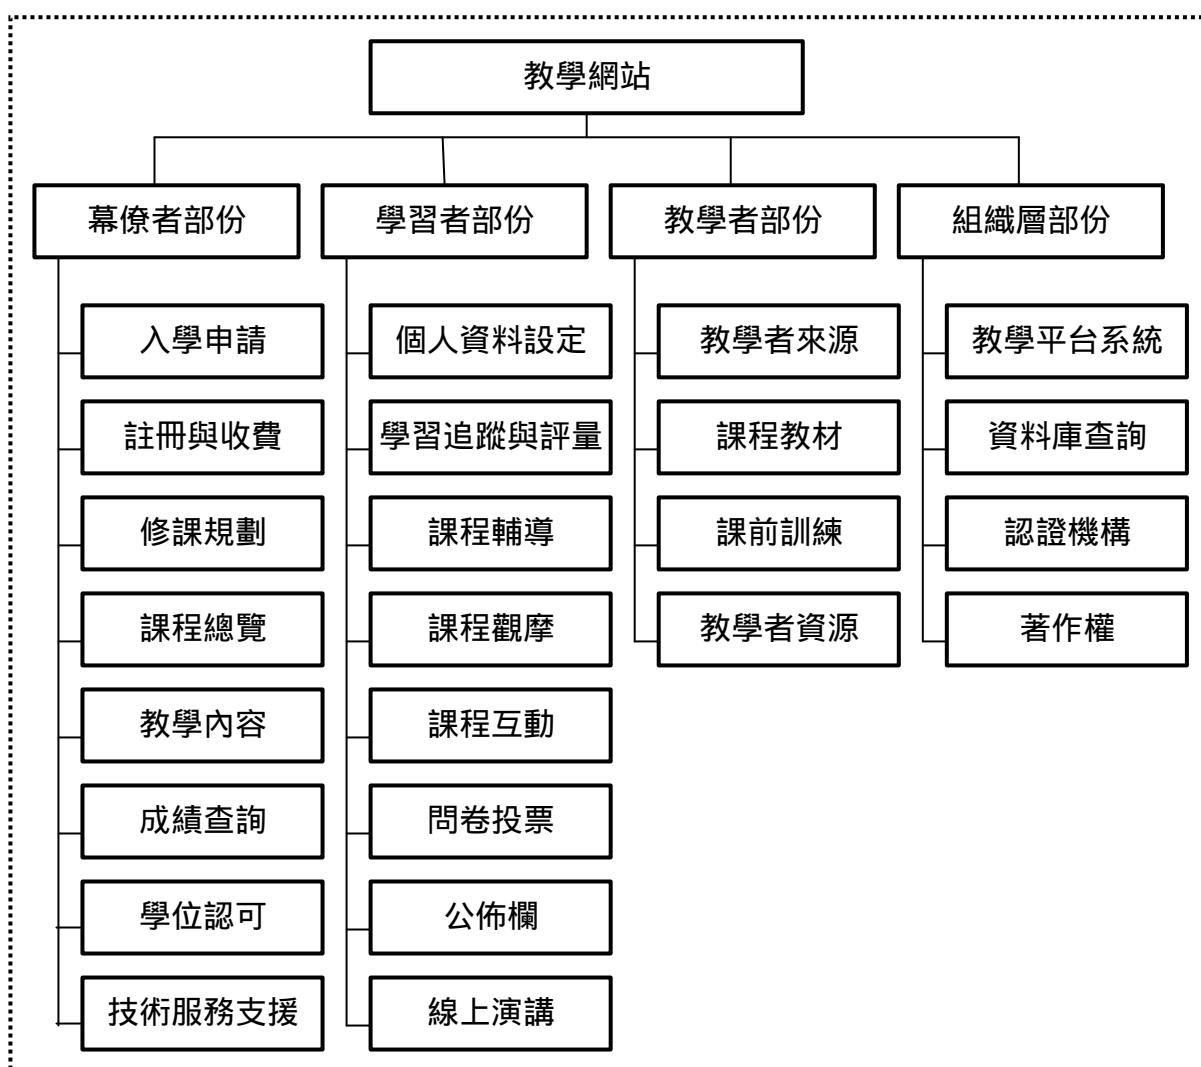 教學網站
幕僚者部份
入學申請
註冊與收費
修課規劃
課程總覽
教學內容
成績查詢
學位認可
技術服務支援
學習者部份
個人資料設定
學習追蹤與評量
課程輔導
課程觀摩
課程互動
問卷投票
公佈欄
線上演講
教學者部份
教學者來源
課程教材
課前訓練
教學者資源
組織層部份
教學平台系統
資料庫查詢
認證機構
著作權